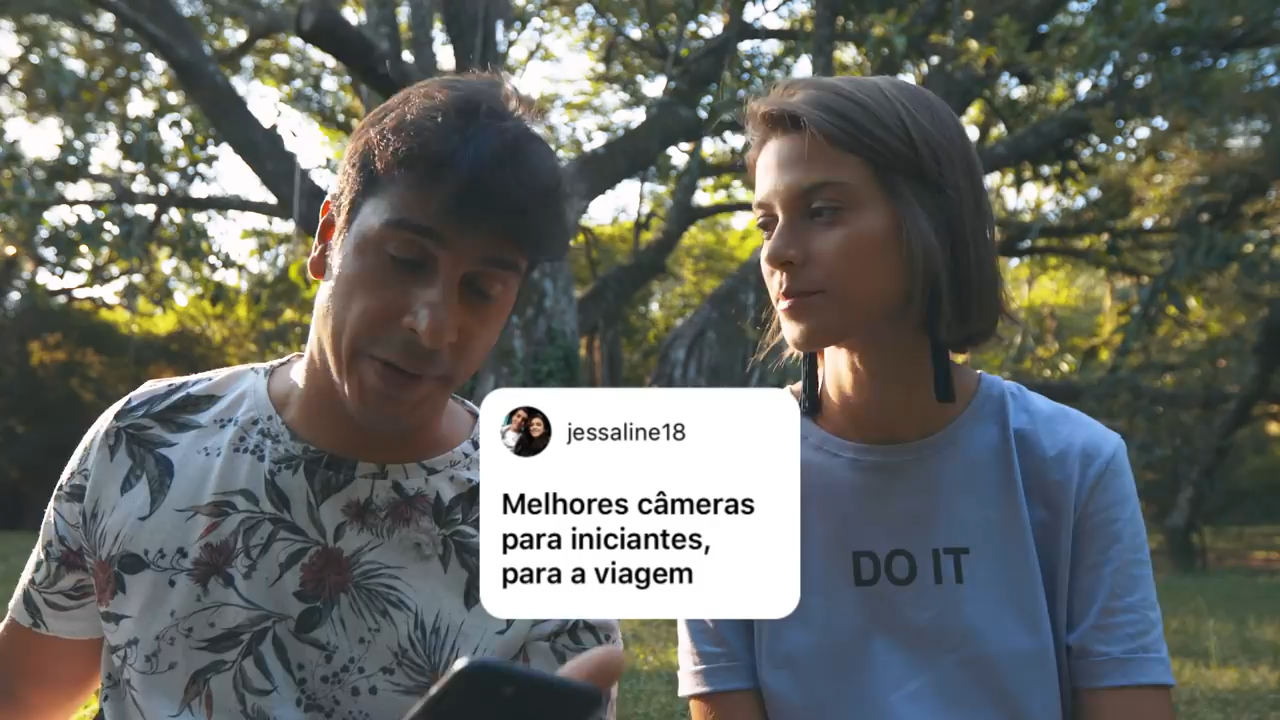 jessaline18
Melhores câmeras
para iniciantes,
para a viagem
DO IT